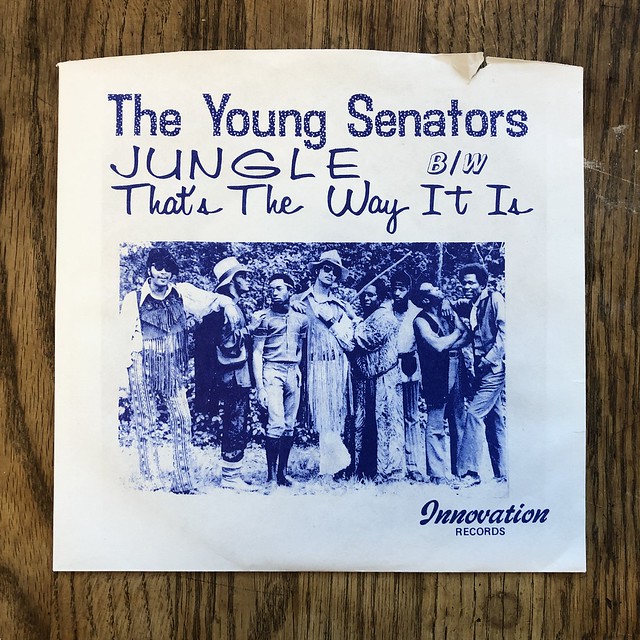 The Young Senators
JUNGLE B/W
That's The Way It Is
Innovation
RECORDS